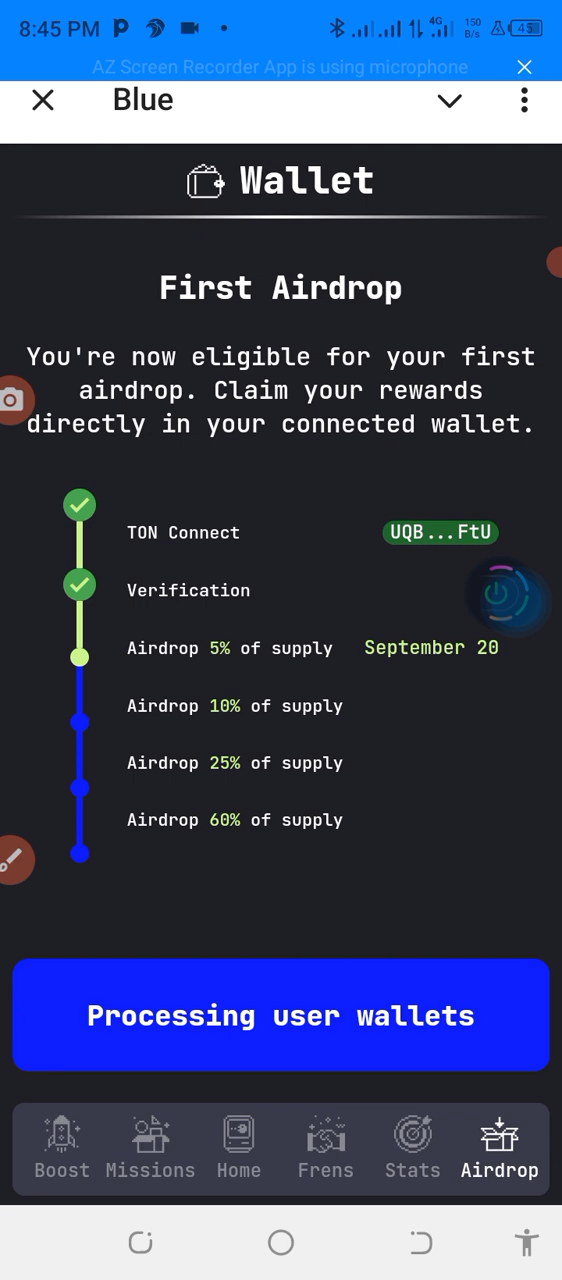 8:45 PM
4G 150 B/s 45
AZ Screen Recorder App is using microphone
Blue
Wallet
First Airdrop
You're now eligible for your first
airdrop. Claim your rewards
directly in your connected wallet.
TON Connect UQB...FtU
Verification
Airdrop 5% of supply September 20
Airdrop 10% of supply
Airdrop 25% of supply
Airdrop 60% of supply
Processing user wallets
Boost Missions Home Frens Stats Airdrop